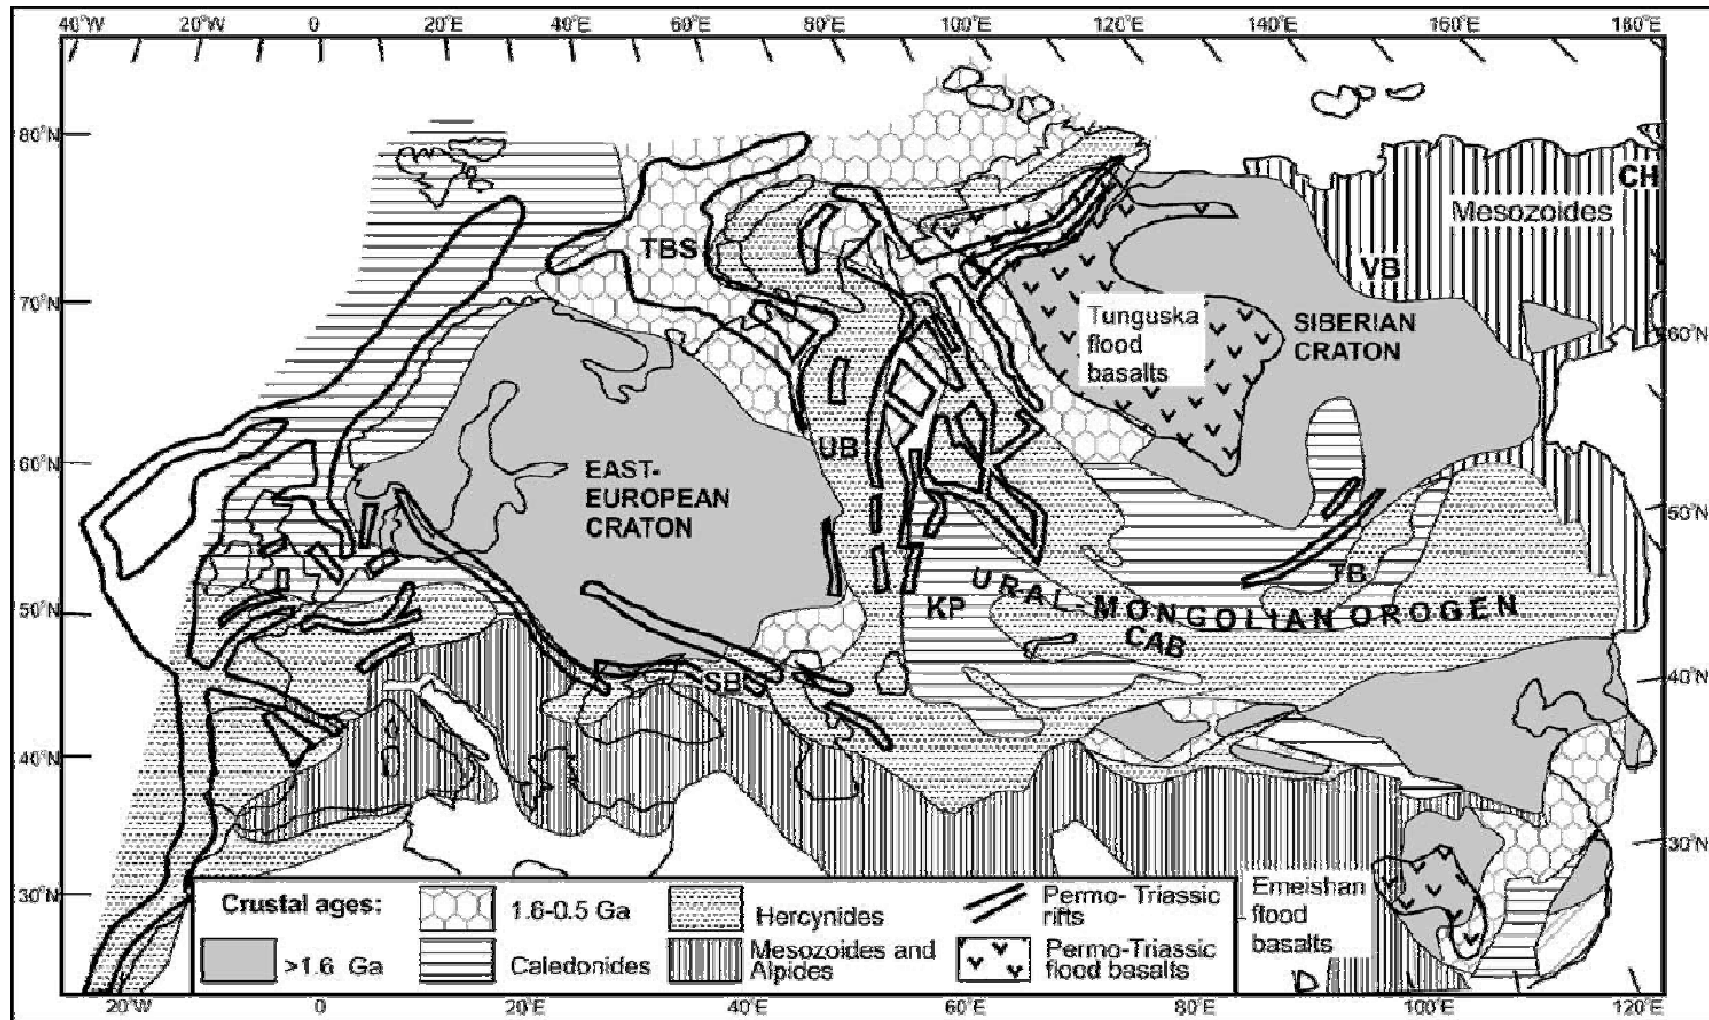 40°W 20°W 0 20°E 40°E 60°E 80°E 100°E 120°E 140°E 160°E 180°E
80°N
CH
Mesozoides
TBS
VB
70°N
Tunguska
flood
basalts
SIBERIAN
CRATON
60°N
UB
60°N
EAST-
EUROPEAN
CRATON
50°N
TB
50°N
KP
URAL-MONGOLIAN OROGEN
CAB
SBS
40°N
40°N
30°N
30°N
Crustal ages:
>1.6 Ga
1.6-0.5 Ga
Caledonides
Hercynides
Mesozoides and
Alpides
Permo-Triassic
rifts
Permo-Triassic
flood basalts
Emeishan
flood
basalts
20°W 0 20°E 40°E 60°E 80°E 100°E 120°E